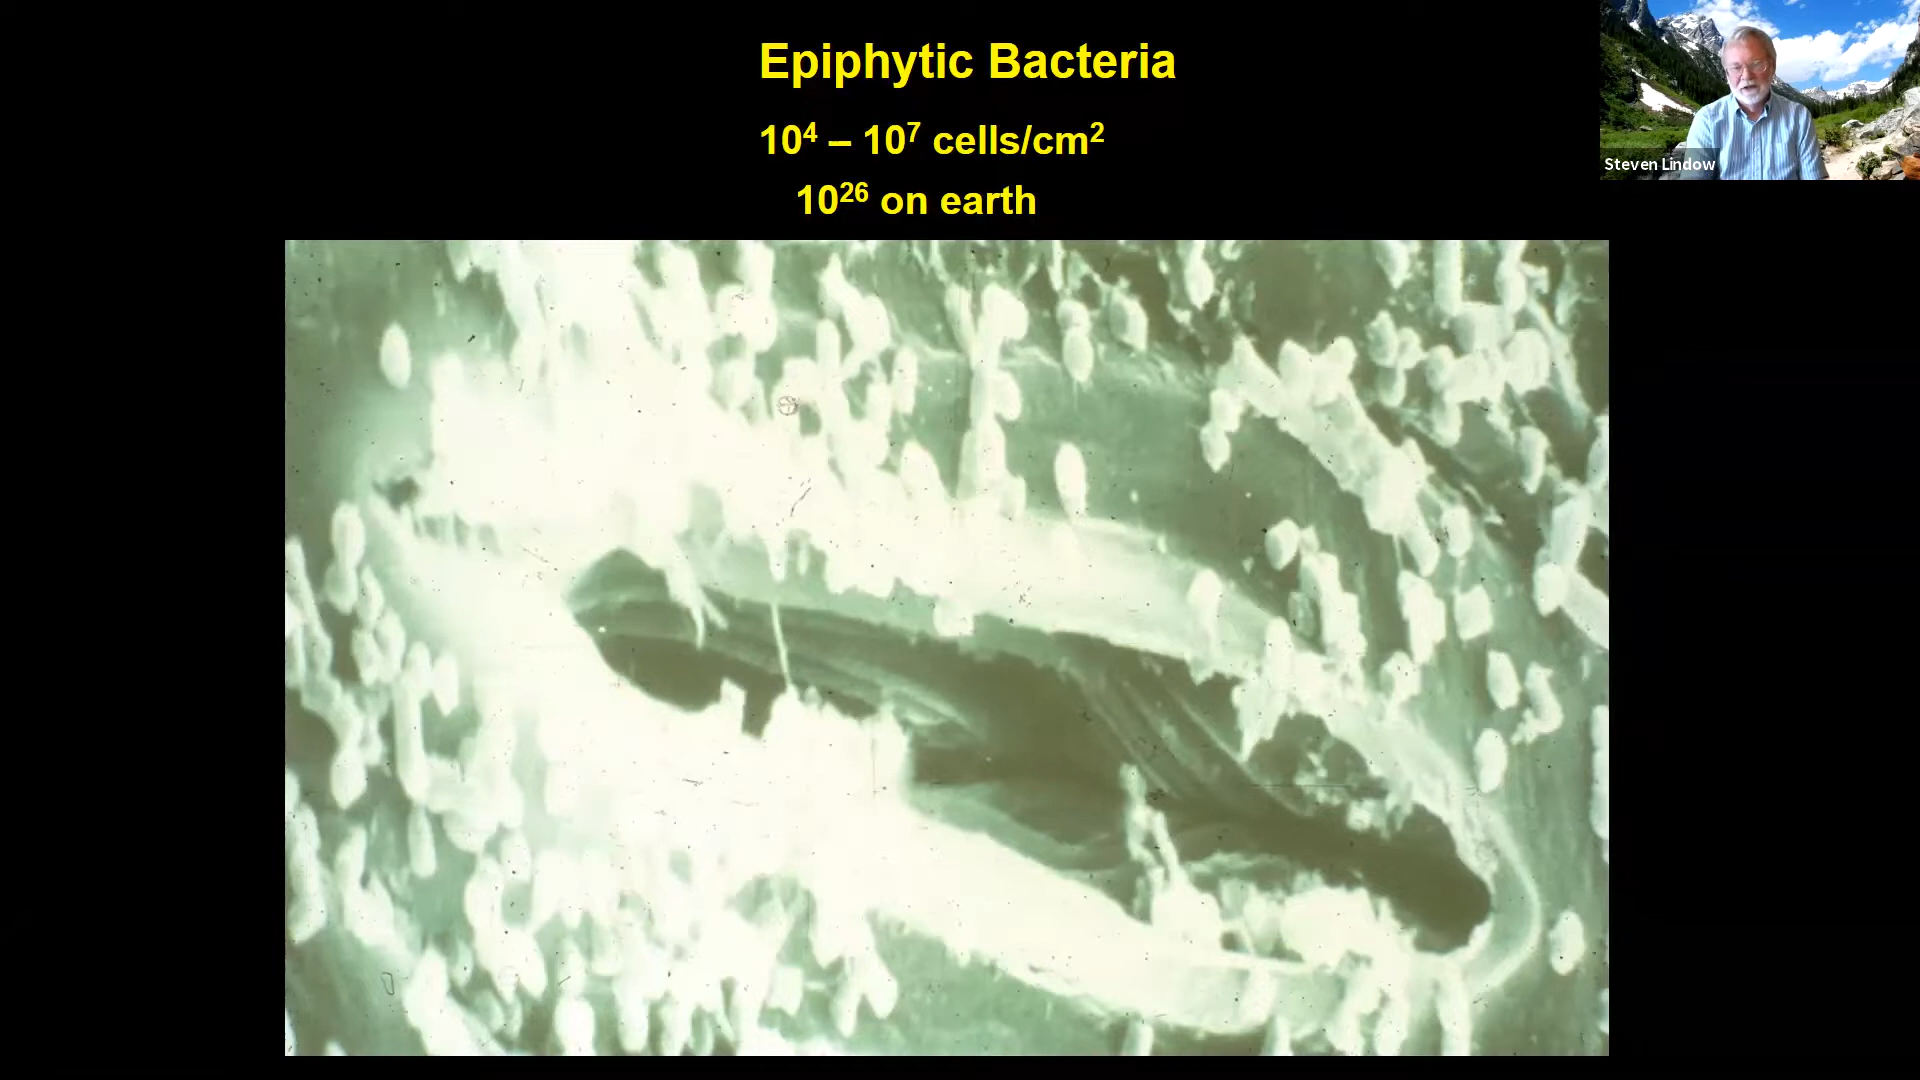 Epiphytic Bacteria
10⁴ – 10⁷ cells/cm²
10²⁶ on earth
Steven Lindow